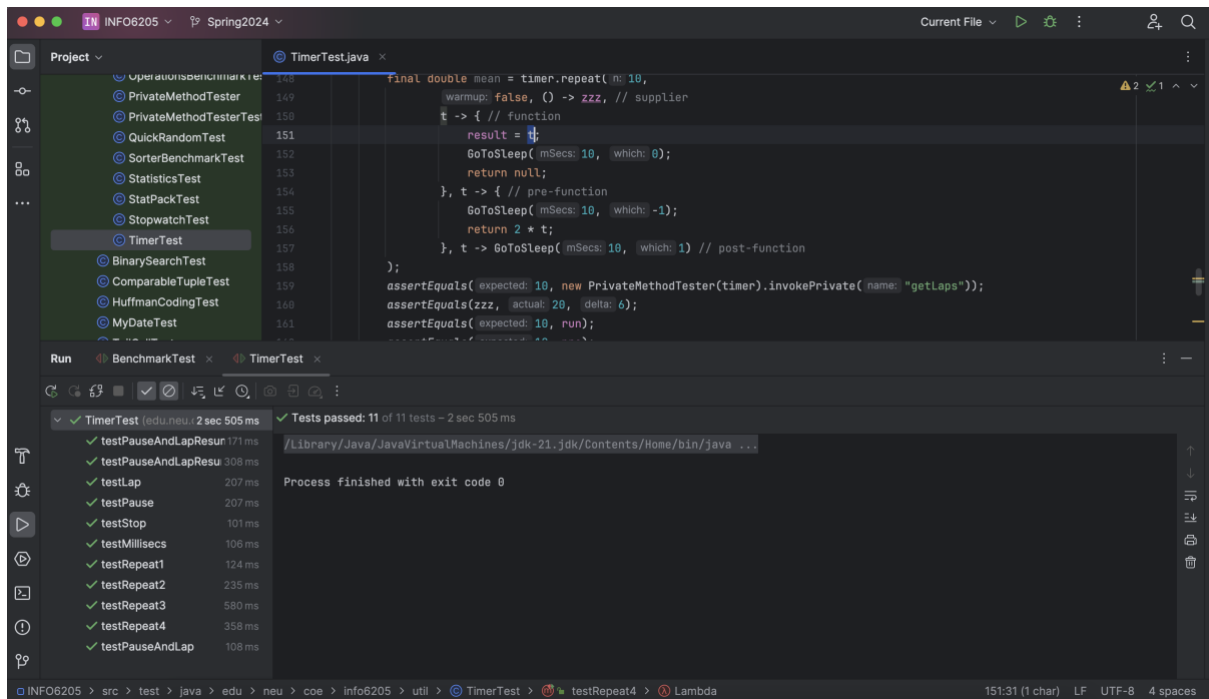 IN INFO6205 Spring2024 Current File
Project
TimerTest.java
OperationsBenchmarkTes
PrivateMethodTester
PrivateMethodTesterTest
QuickRandomTest
SorterBenchmarkTest
StatisticsTest
StatPackTest
StopwatchTest
TimerTest
BinarySearchTest
ComparableTupleTest
HuffmanCodingTest
MyDateTest
148 final double mean = timer.repeat( n: 10,
149 warmup: false, () -> zzz, // supplier
150 t -> { // function
151 result = t;
152 GoToSleep( mSecs: 10, which: 0);
153 return null;
154 }, t -> { // pre-function
155 GoToSleep( mSecs: 10, which: -1);
156 return 2 * t;
157 }, t -> GoToSleep( mSecs: 10, which: 1) // post-function
158 );
159 assertEquals( expected: 10, new PrivateMethodTester(timer).invokePrivate( name: "getLaps"));
160 assertEquals(zzz, actual: 20, delta: 6);
161 assertEquals( expected: 10, run);
2 1
Run BenchmarkTest TimerTest
TimerTest (edu.neu.c 2 sec 505 ms
testPauseAndLapResur 171 ms
testPauseAndLapResu 308 ms
testLap 207 ms
testPause 207 ms
testStop 101 ms
testMillisecs 106 ms
testRepeat1 124 ms
testRepeat2 235 ms
testRepeat3 580 ms
testRepeat4 358 ms
testPauseAndLap 108 ms
Tests passed: 11 of 11 tests – 2 sec 505 ms
/Library/Java/JavaVirtualMachines/jdk-21.jdk/Contents/Home/bin/java ...
Process finished with exit code 0
INFO6205 > src > test > java > edu > neu > coe > info6205 > util > TimerTest > testRepeat4 > Lambda 151:31 (1 char) LF UTF-8 4 spaces